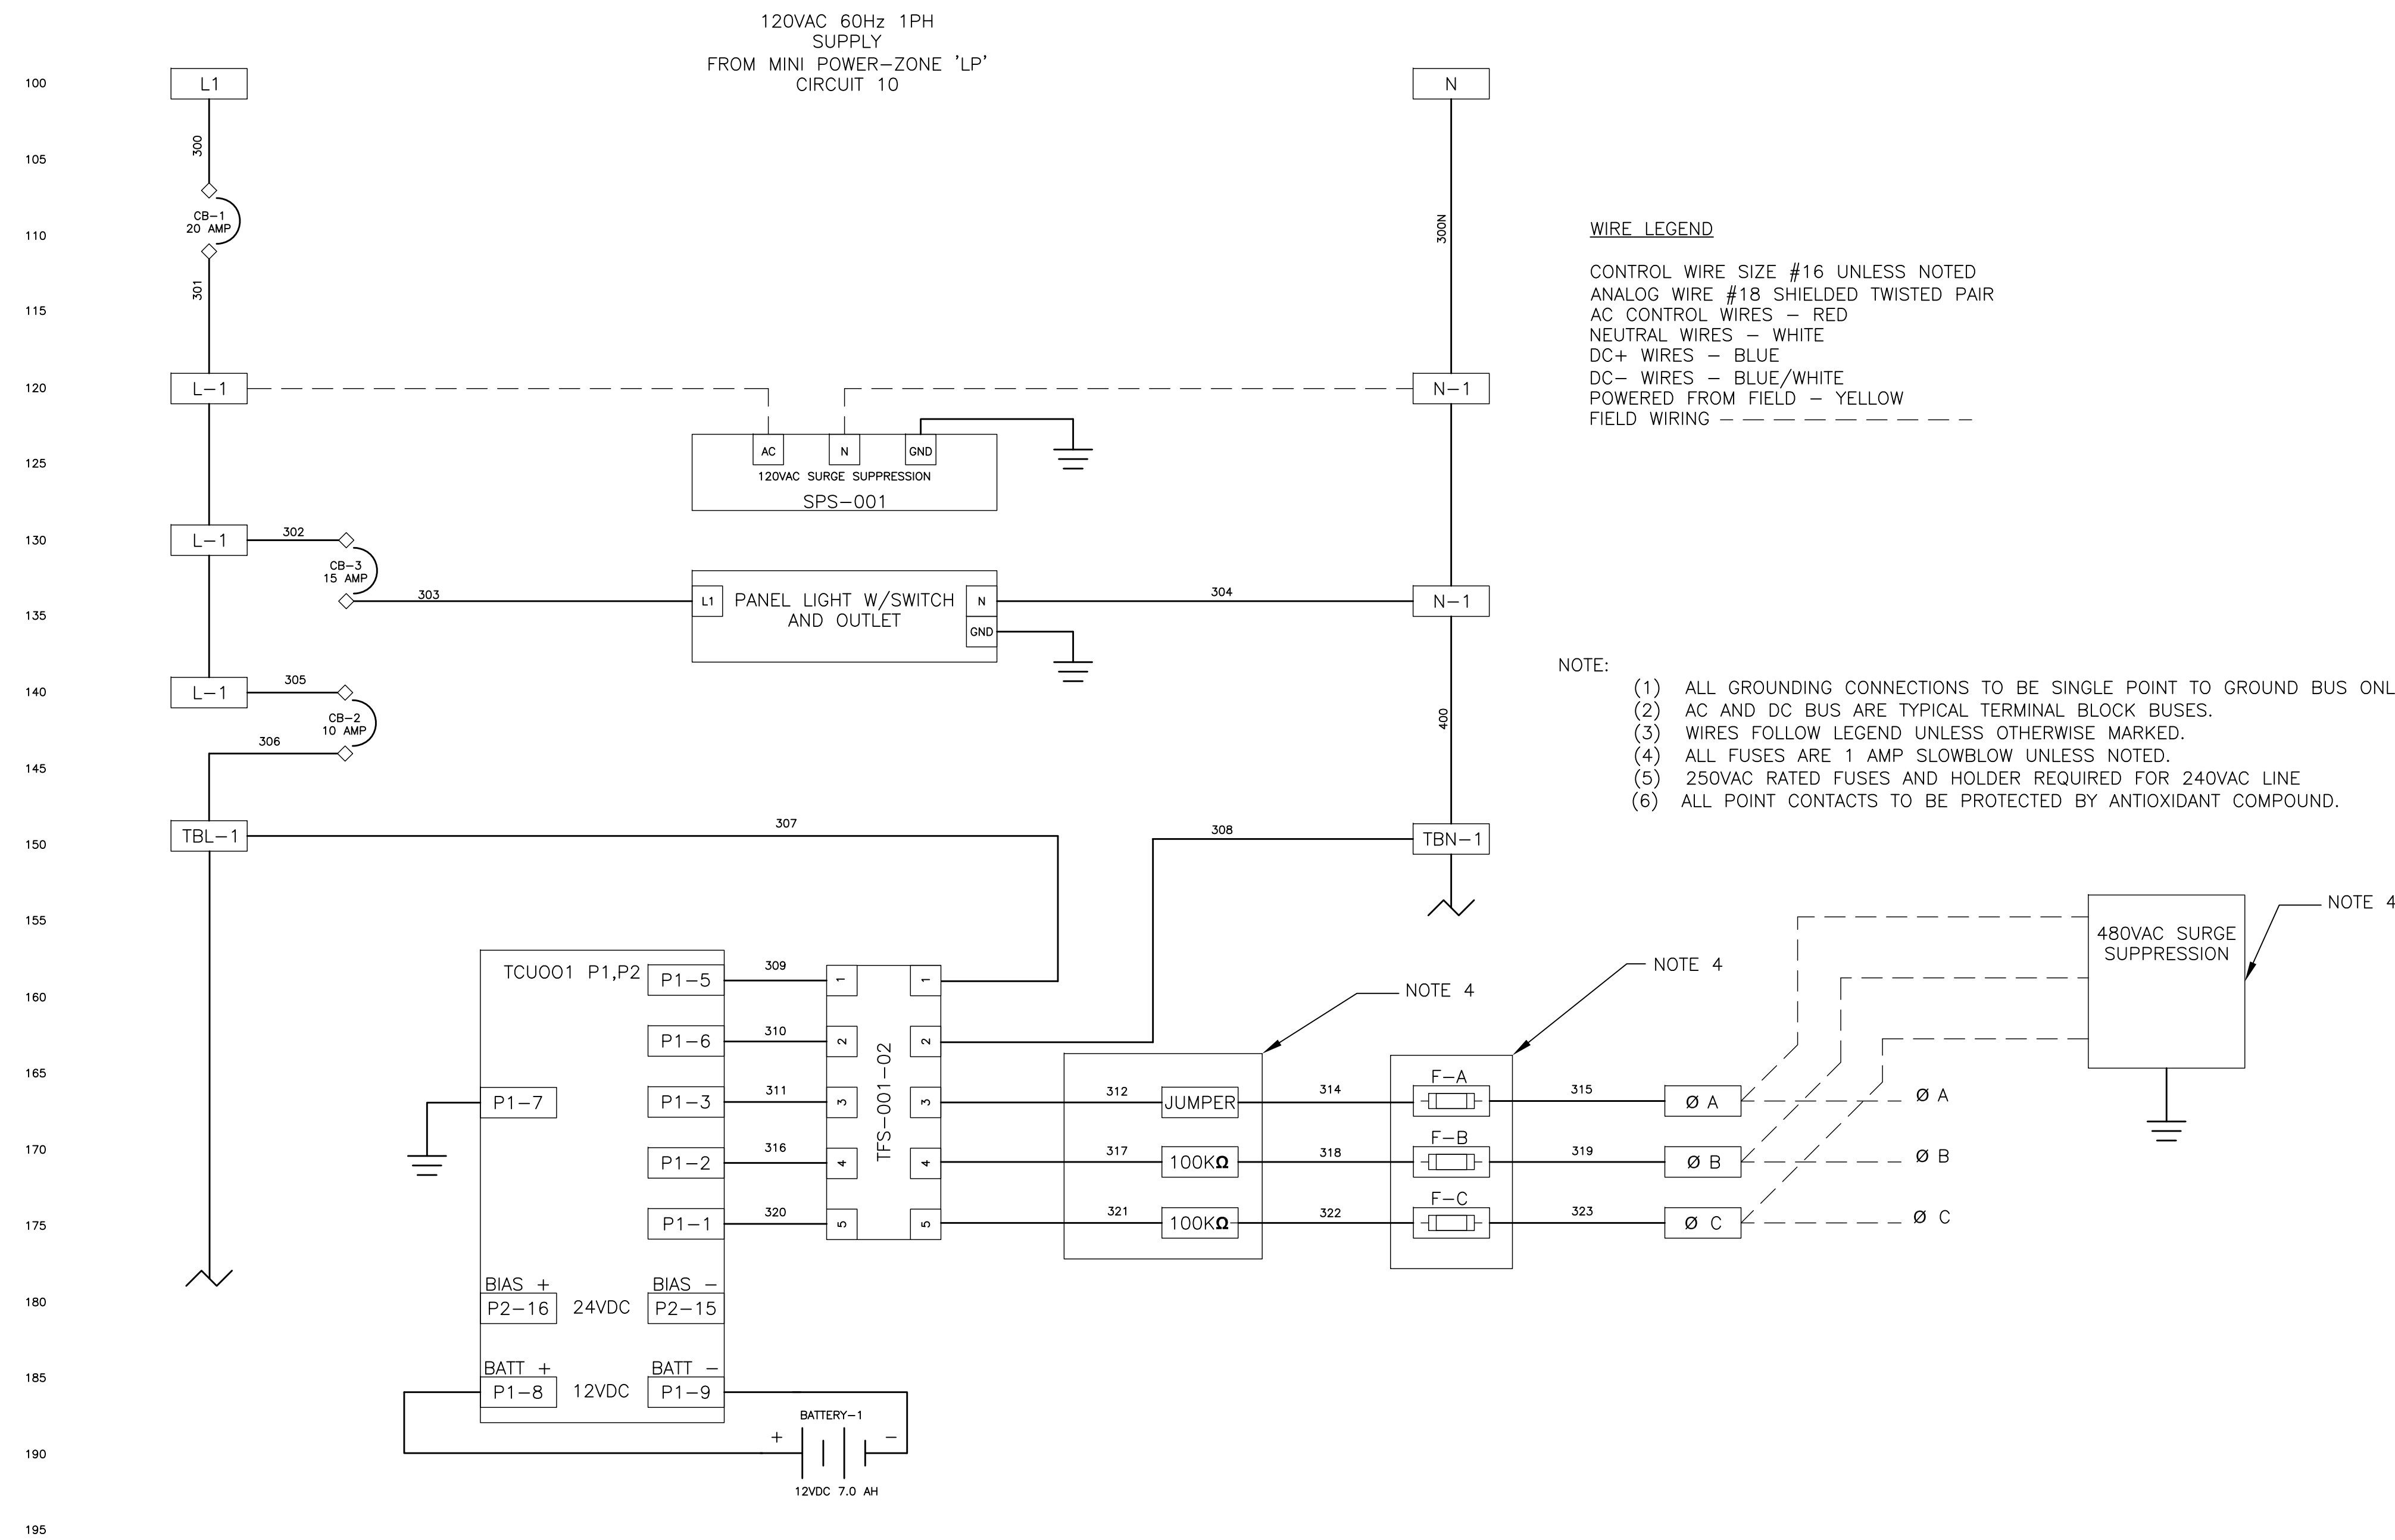 120VAC 60Hz 1PH
SUPPLY
FROM MINI POWER-ZONE 'LP'
CIRCUIT 10
100
L1
N
300
105
CB-1
20 AMP
110
300N
301
115
WIRE LEGEND
CONTROL WIRE SIZE #16 UNLESS NOTED
ANALOG WIRE #18 SHIELDED TWISTED PAIR
AC CONTROL WIRES - RED
NEUTRAL WIRES - WHITE
DC+ WIRES - BLUE
DC- WIRES - BLUE/WHITE
POWERED FROM FIELD - YELLOW
FIELD WIRING
120
L-1
N-1
AC
N
GND
120VAC SURGE SUPPRESSION
SPS-001
125
130
L-1
302
CB-3
15 AMP
303
L1
PANEL LIGHT W/SWITCH
AND OUTLET
N
GND
304
N-1
135
140
L-1
305
CB-2
10 AMP
306
400
145
NOTE:
(1) ALL GROUNDING CONNECTIONS TO BE SINGLE POINT TO GROUND BUS ONL
(2) AC AND DC BUS ARE TYPICAL TERMINAL BLOCK BUSES.
(3) WIRES FOLLOW LEGEND UNLESS OTHERWISE MARKED.
(4) ALL FUSES ARE 1 AMP SLOWBLOW UNLESS NOTED.
(5) 250VAC RATED FUSES AND HOLDER REQUIRED FOR 240VAC LINE
(6) ALL POINT CONTACTS TO BE PROTECTED BY ANTIOXIDANT COMPOUND.
150
TBL-1
307
308
TBN-1
155
480VAC SURGE
SUPPRESSION
NOTE 4
160
TCU001 P1,P2
P1-5
309
1
1
NOTE 4
NOTE 4
P1-6
310
2
2
TFS-001-02
165
P1-7
P1-3
311
3
3
312
JUMPER
314
F-A
315
Ø A
Ø A
170
P1-2
316
4
4
317
100KΩ
318
F-B
319
Ø B
Ø B
175
P1-1
320
5
5
321
100KΩ
322
F-C
323
Ø C
Ø C
180
BIAS +
BIAS -
P2-16
24VDC
P2-15
185
BATT +
BATT -
P1-8
12VDC
P1-9
BATTERY-1
+
-
190
12VDC 7.0 AH
195